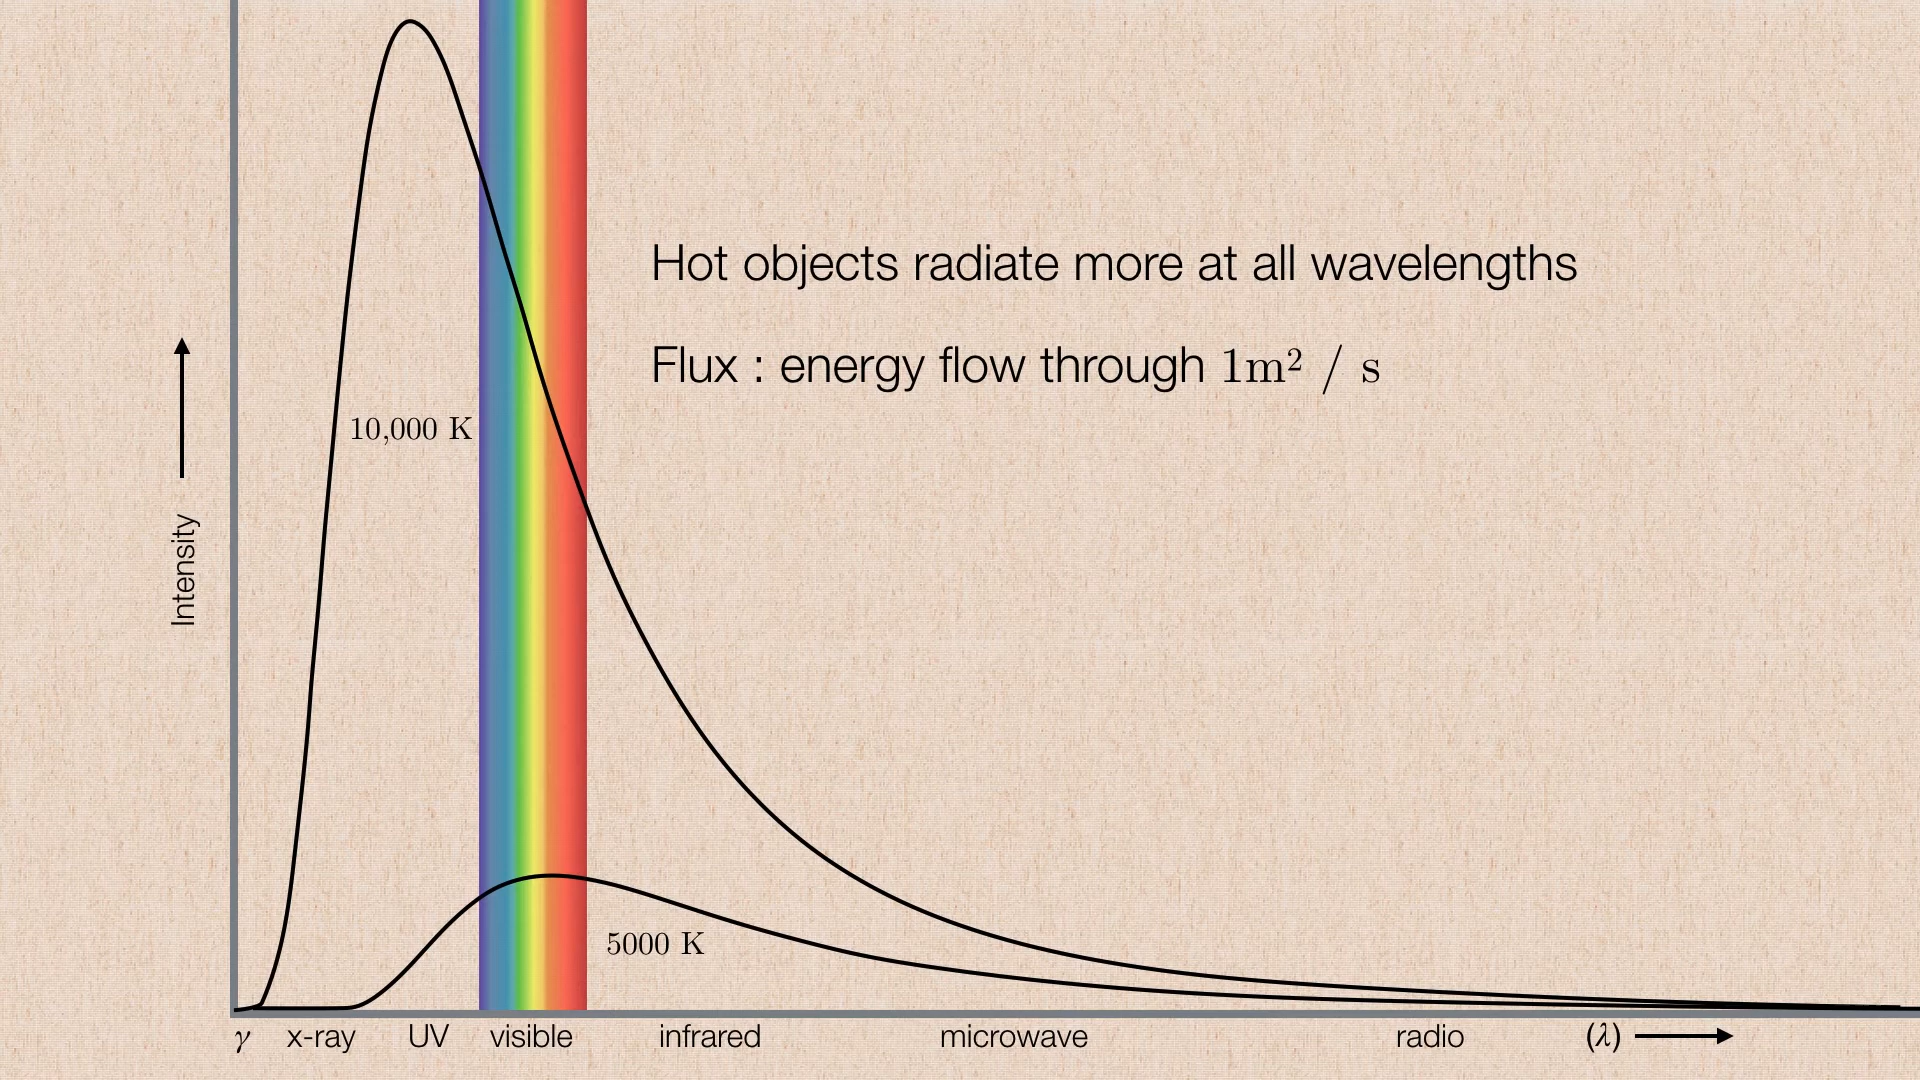 Hot objects radiate more at all wavelengths
Flux : energy flow through 1m² / s
10,000 K
Intensity
5000 K
γ x-ray UV visible infrared microwave radio (λ)